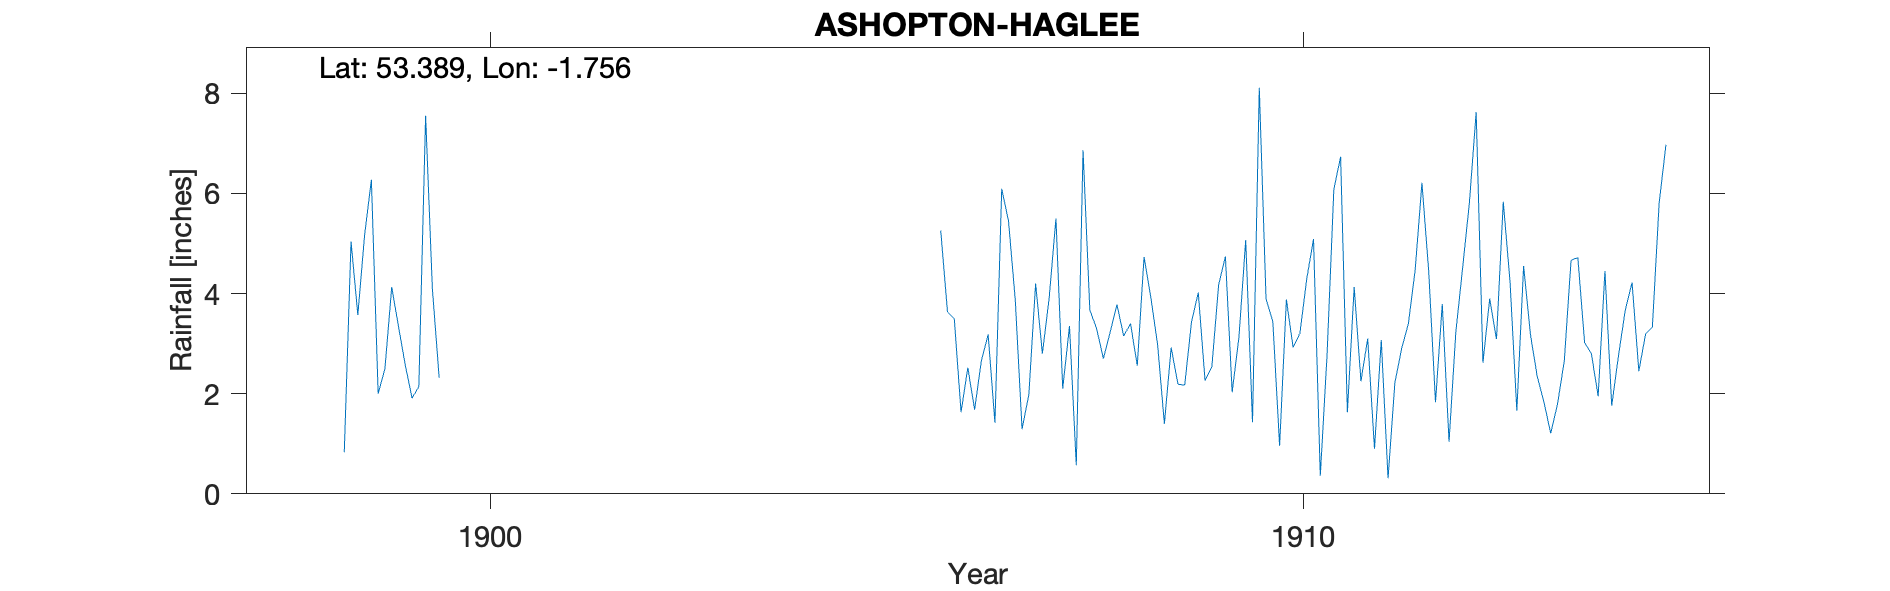 ASHOPTON-HAGLEE
Lat: 53.389, Lon: -1.756
8
6
4
2
0
Rainfall [inches]
1900
1910
Year